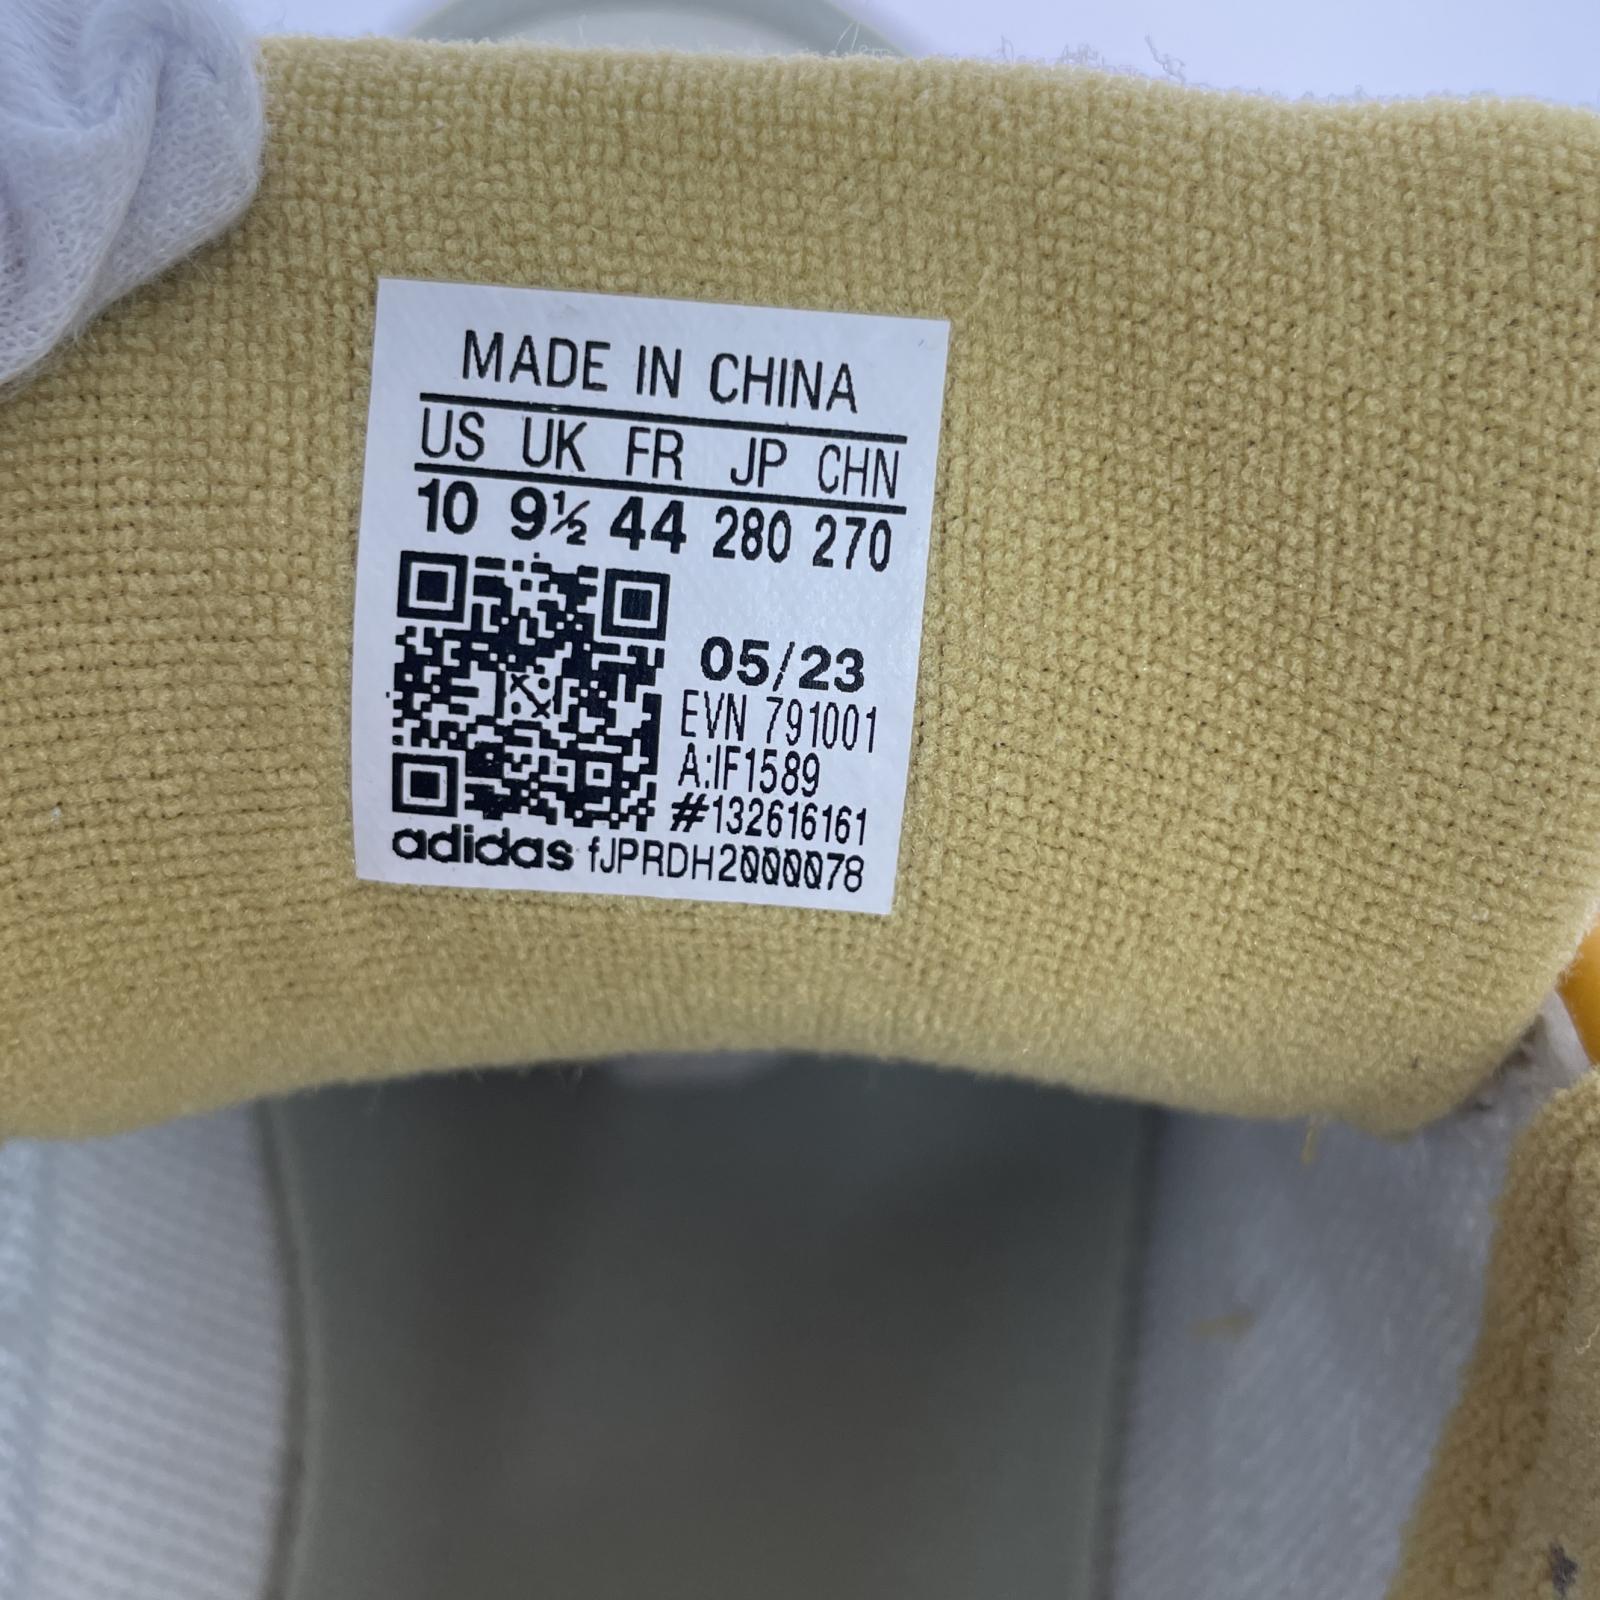 MADE IN CHINA
US UK FR JP CHN
10 9½ 44 280 270
05/23
EVN 791001
A:IF1589
#132616161
adidas fJPRDH2000078